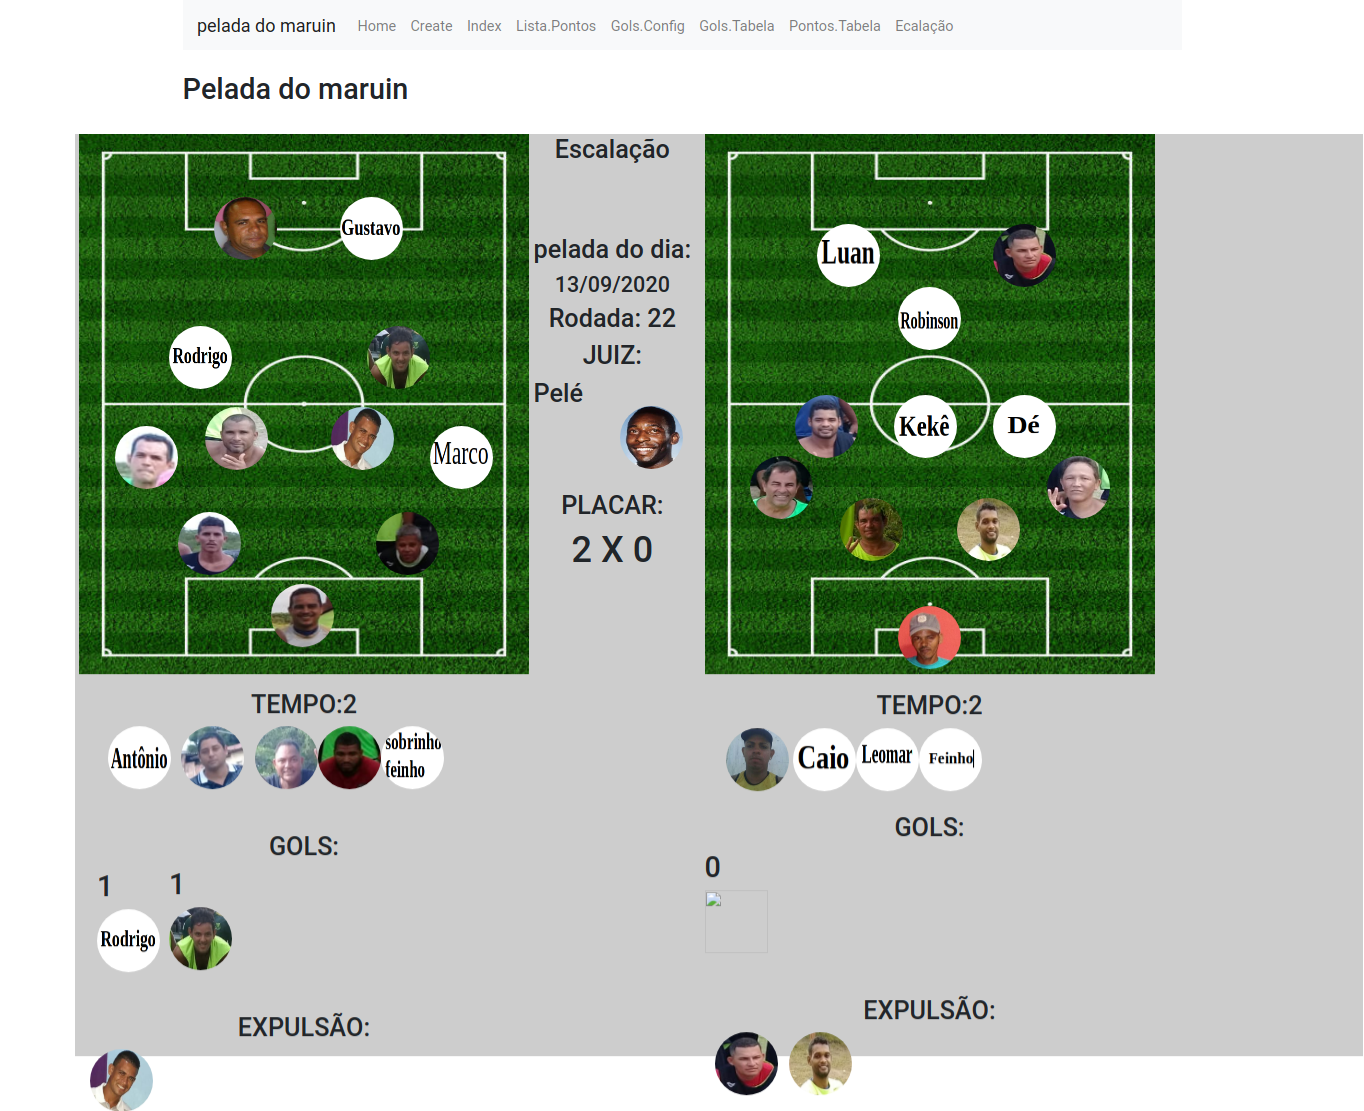 pelada do maruin Home Create Index Lista.Pontos Gols.Config Gols.Tabela Pontos.Tabela Ecalação
Pelada do maruin
Gustavo
Rodrigo
Marco
Escalação
pelada do dia:
13/09/2020
Rodada: 22
JUIZ:
Pelé
PLACAR:
2 X 0
Luan
Robinson
Kekê
Dé
TEMPO:2
Antônio
sobrinho
feinho
GOLS:
1 1
Rodrigo
EXPULSÃO:
TEMPO:2
Caio
Leomar
Feinho
GOLS:
0
EXPULSÃO: